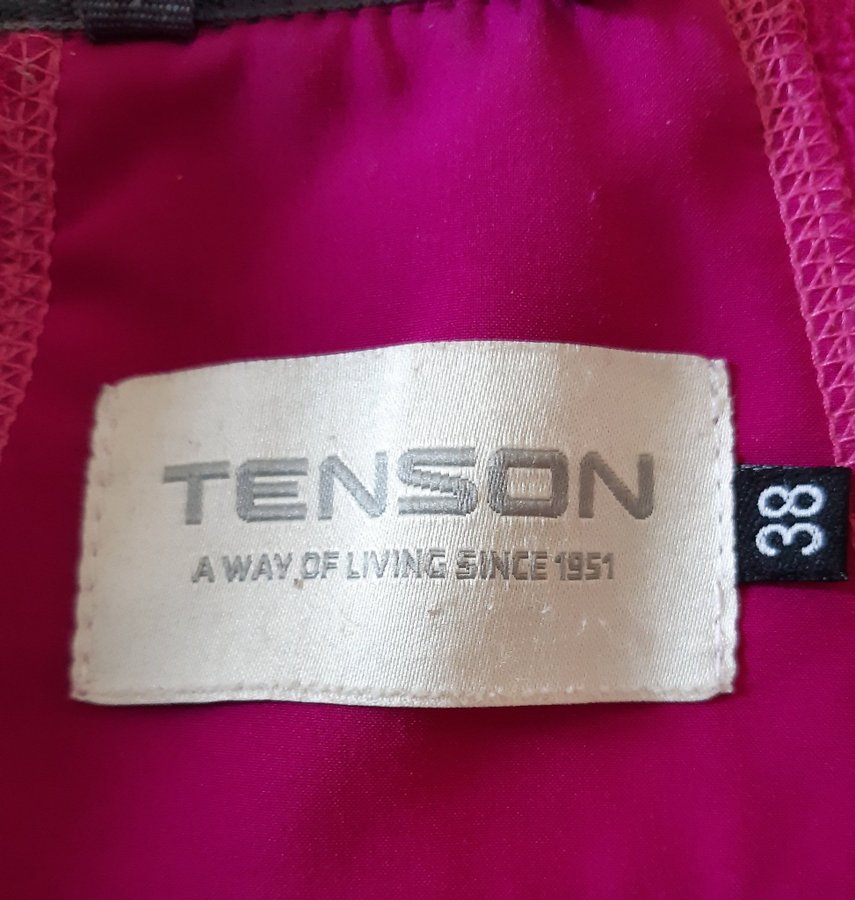 TENSON
A WAY OF LIVING SINCE 1951
38